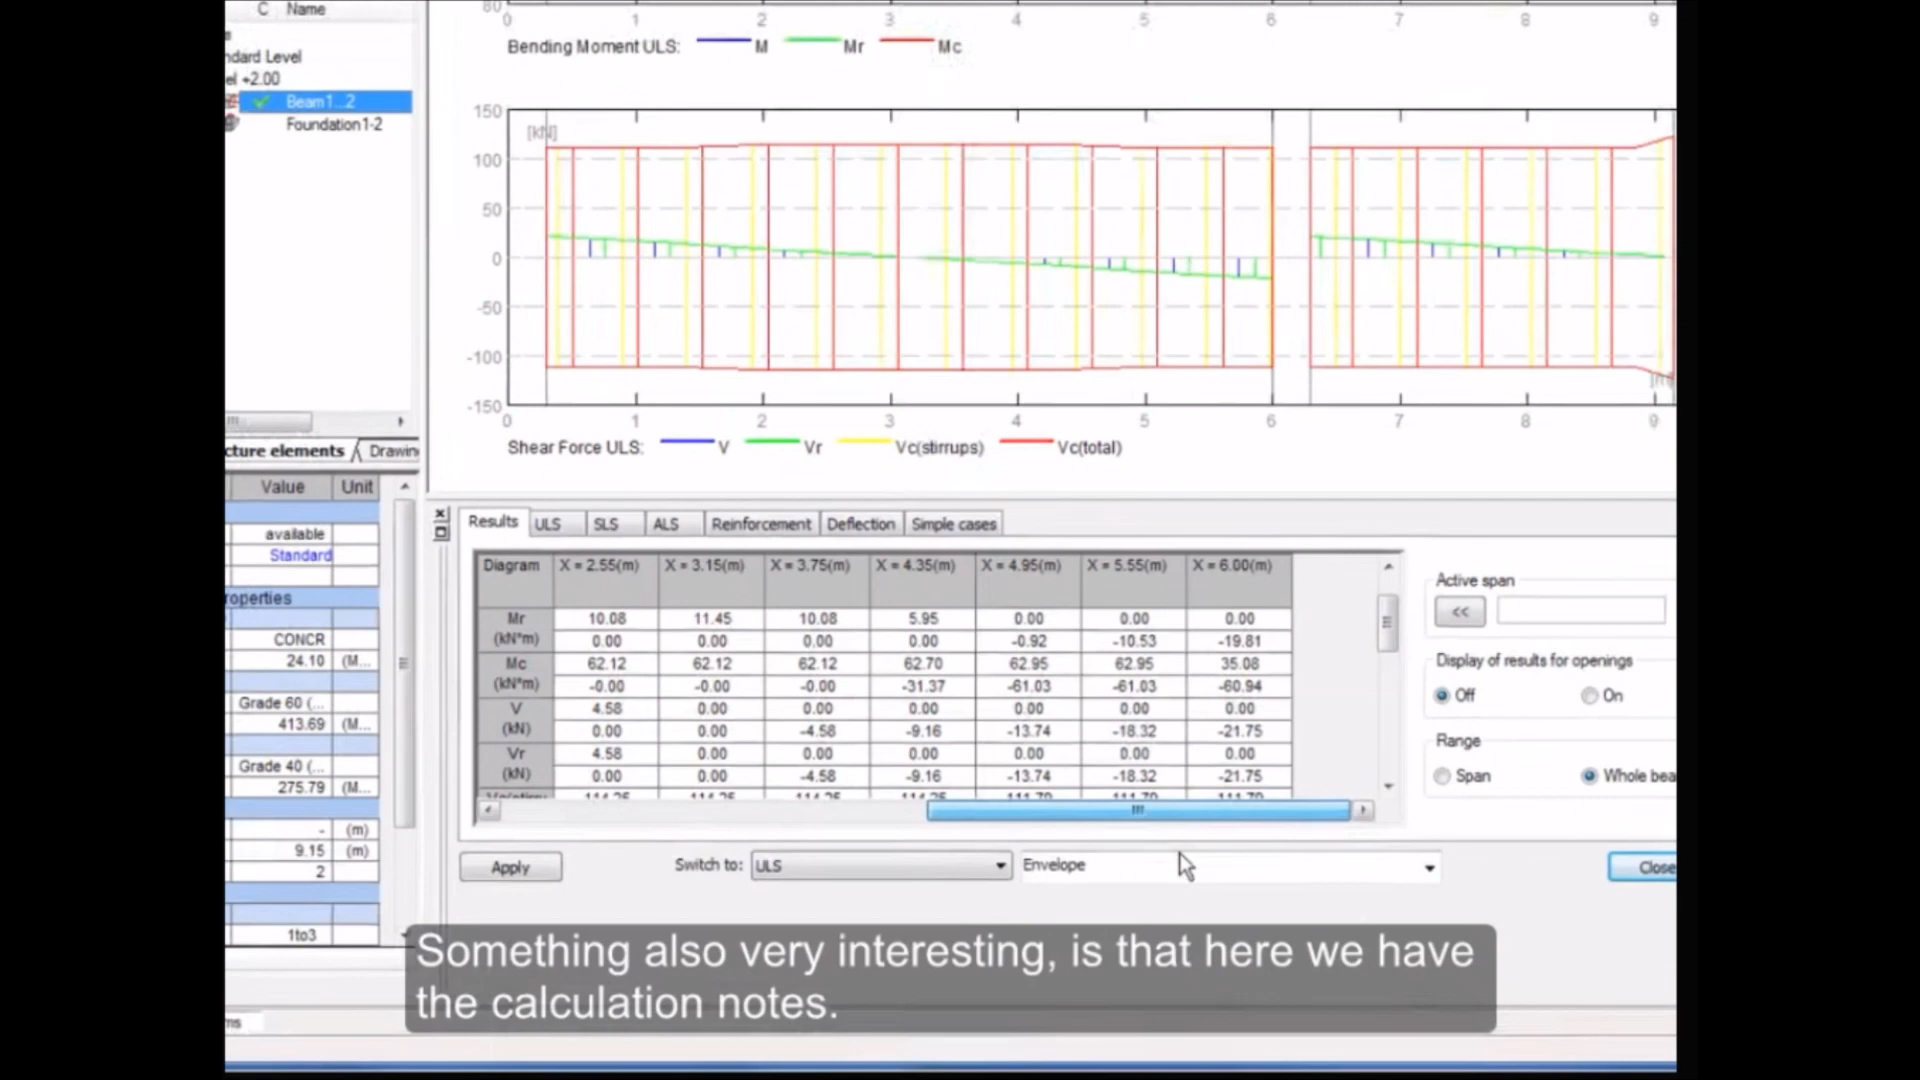 C Name
80
0 1 2 3 4 5 6 7 8 9
ndard Level
Bending Moment ULS: M Mr Mc
el +2.00
Beam1...2
Foundation1-2
150
[kN]
100
50
0
-50
-100
-150
0 1 2 3 4 5 6 7 8 9
Shear Force ULS: V Vr Vc(stirrups) Vc(total)
cture elements Drawin
Value Unit
available
Standard
roperties
CONCR
24.10 (M...
Grade 60 (...
413.69 (M...
Grade 40 (...
275.79 (M...
- (m)
9.15 (m)
2
1to3
Results ULS SLS ALS Reinforcement Deflection Simple cases
Diagram X = 2.55(m) X = 3.15(m) X = 3.75(m) X = 4.35(m) X = 4.95(m) X = 5.55(m) X = 6.00(m)
Mr 10.08 11.45 10.08 5.95 0.00 0.00 0.00
(kN*m) 0.00 0.00 0.00 0.00 -0.92 -10.53 -19.81
Mc 62.12 62.12 62.12 62.70 62.95 62.95 35.08
(kN*m) -0.00 -0.00 -0.00 -31.37 -61.03 -61.03 -60.94
V 4.58 0.00 0.00 0.00 0.00 0.00 0.00
(kN) 0.00 0.00 -4.58 -9.16 -13.74 -18.32 -21.75
Vr 4.58 0.00 0.00 0.00 0.00 0.00 0.00
(kN) 0.00 0.00 -4.58 -9.16 -13.74 -18.32 -21.75
Active span
<<
Display of results for openings
Off On
Range
Span Whole bea
Apply Switch to: ULS Envelope Close
Something also very interesting, is that here we have
the calculation notes.
ms